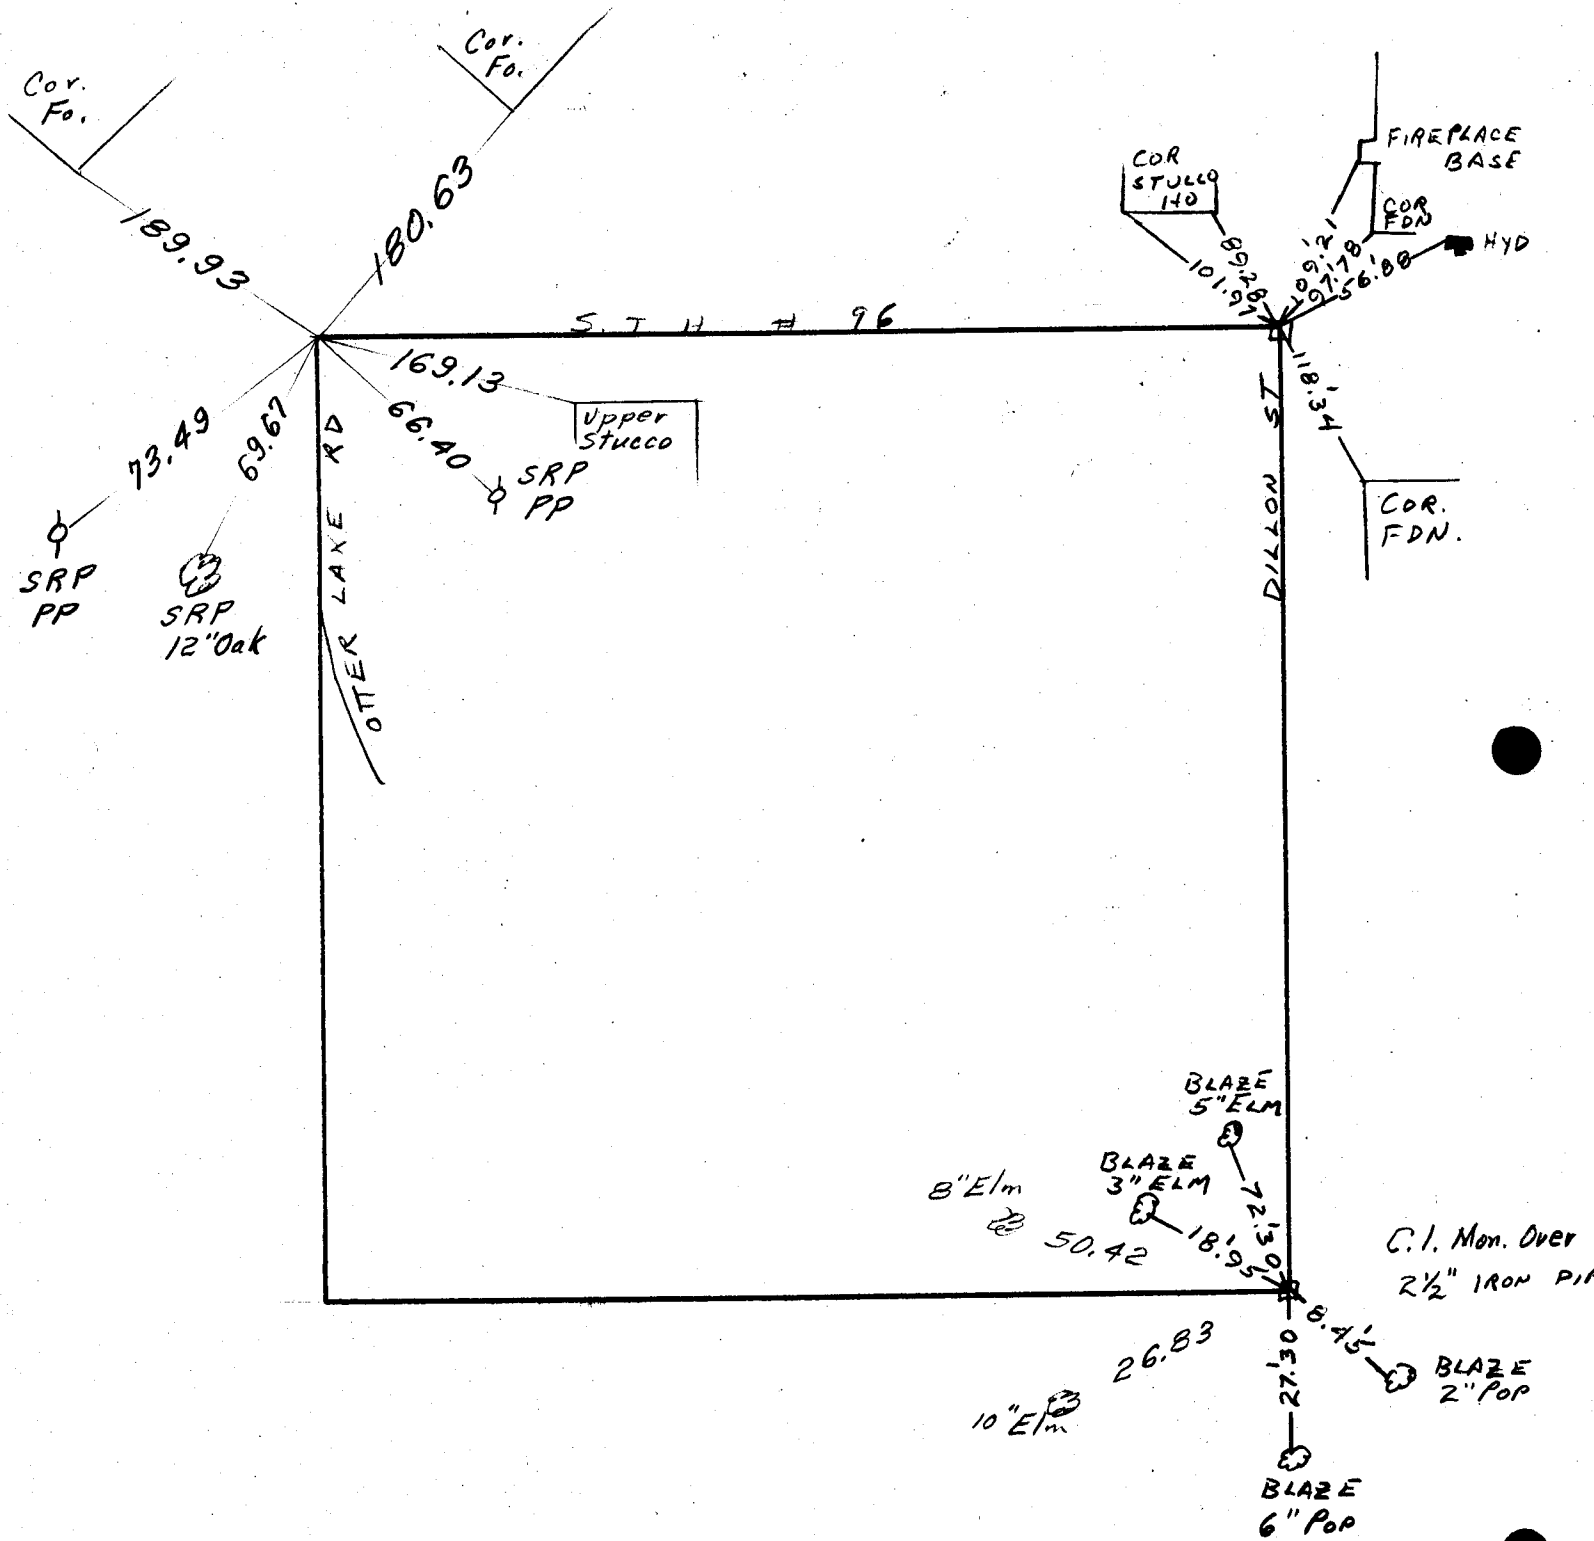 Cor.
Fo.
Cor.
Fo.
189.93
180.63
COR
STULLO
HO
FIREPLACE
BASE
COR
FDN
HYD
89.28
101.97
109.'21
97.'78
56.'88
S. T H # 96
169.13
Upper
Stucco
66.40
SRP
PP
73.49
69.67
SRP
PP
SRP
12"Oak
OTTER LAKE RD
118.'34
DILLON ST
COR.
FDN.
BLAZE
5"ELM
BLAZE
3"ELM
8"Elm
50.42
18.'95
C.I. Mon. Over
2½" IRON
8.45'
27.'30
26.83
10"Elm
BLAZE
2"POP
BLAZE
6"POP